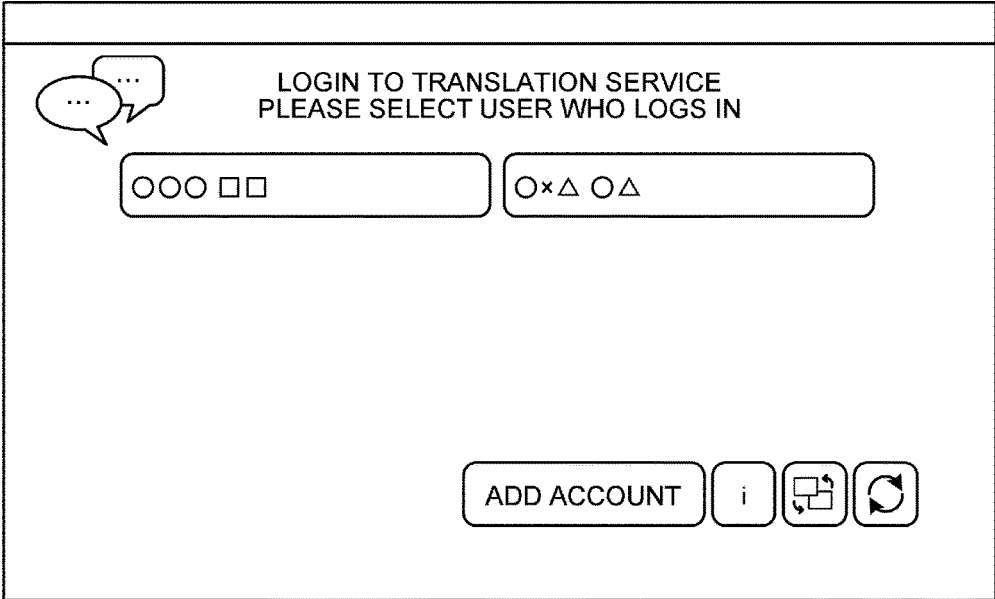 LOGIN TO TRANSLATION SERVICE
PLEASE SELECT USER WHO LOGS IN
○○○ □□
○×△ ○△
ADD ACCOUNT
i